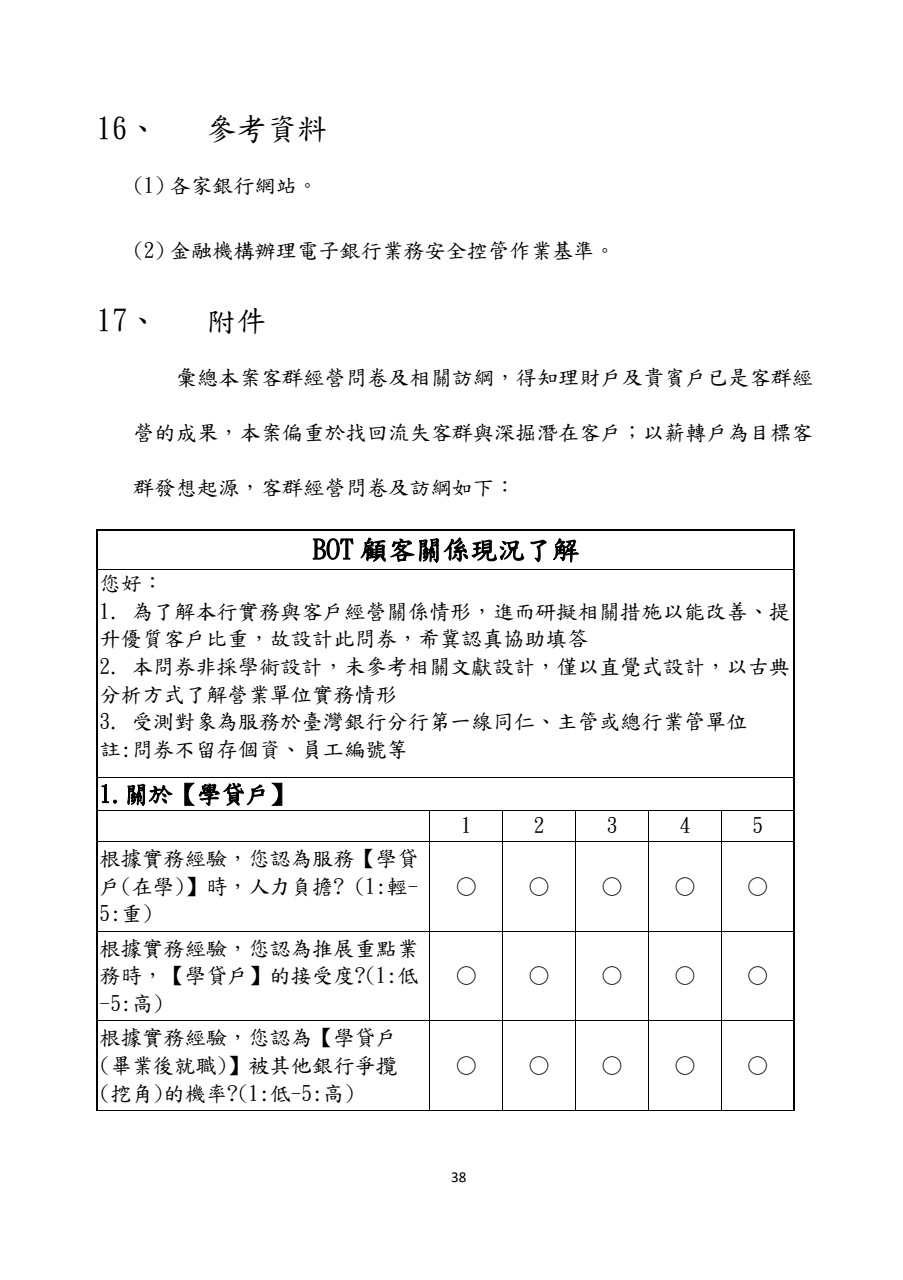 16、 參考資料
(1)各家銀行網站。
(2)金融機構辦理電子銀行業務安全控管作業基準。
17、 附件
彙總本案客群經營問卷及相關訪綱，得知理財戶及貴賓戶已是客群經
營的成果，本案偏重於找回流失客群與深掘潛在客戶；以薪轉戶為目標客
群發想起源，客群經營問卷及訪綱如下：
BOT 顧客關係現況了解
您好：
1. 為了解本行實務與客戶經營關係情形，進而研擬相關措施以能改善、提
升優質客戶比重，故設計此問券，希冀認真協助填答
2. 本問券非採學術設計，未參考相關文獻設計，僅以直覺式設計，以古典
分析方式了解營業單位實務情形
3. 受測對象為服務於臺灣銀行分行第一線同仁、主管或總行業管單位
註:問券不留存個資、員工編號等
1.關於【學貸戶】
1 2 3 4 5
根據實務經驗，您認為服務【學貸
戶(在學)】時，人力負擔? (1:輕-
5:重)
○ ○ ○ ○ ○
根據實務經驗，您認為推展重點業
務時，【學貸戶】的接受度?(1:低
-5:高)
○ ○ ○ ○ ○
根據實務經驗，您認為【學貸戶
(畢業後就職)】被其他銀行爭攬
(挖角)的機率?(1:低-5:高)
○ ○ ○ ○ ○
38